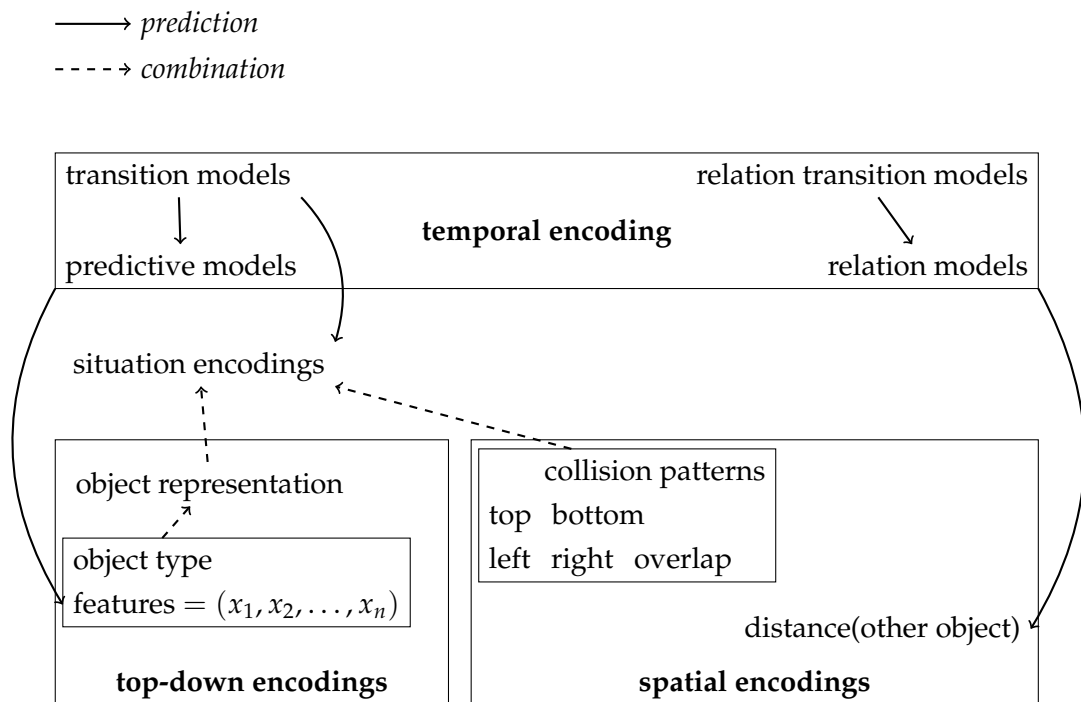 prediction
combination
transition models
relation transition models
temporal encoding
predictive models
relation models
situation encodings
object representation
object type
features = (x₁, x₂, . . . , xₙ)
top-down encodings
collision patterns
top bottom
left right overlap
distance(other object)
spatial encodings